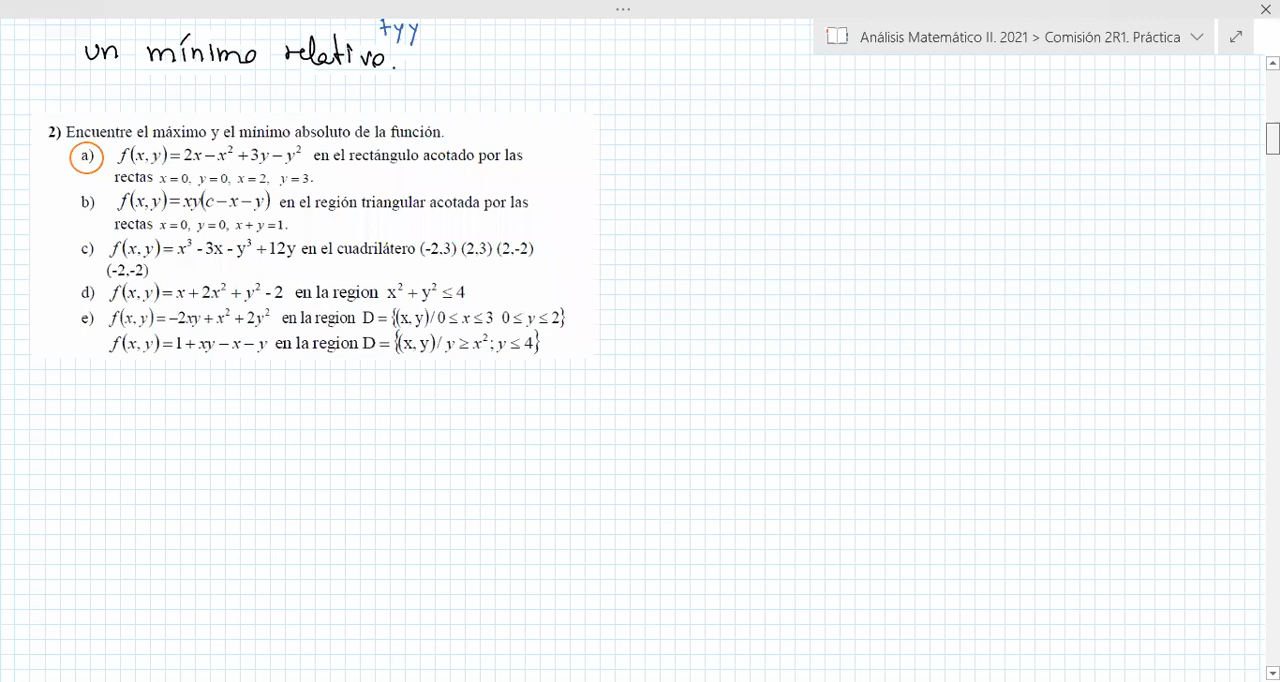 +yy
un mínimo relativo.
Análisis Matemático II. 2021 > Comisión 2R1. Práctica
2) Encuentre el máximo y el mínimo absoluto de la función.
a) f(x, y) = 2x − x² + 3y − y² en el rectángulo acotado por las
rectas x = 0, y = 0, x = 2, y = 3.
b) f(x, y) = xy(c − x − y) en el región triangular acotada por las
rectas x = 0, y = 0, x + y = 1.
c) f(x, y) = x³ - 3x - y³ + 12y en el cuadrilátero (-2,3) (2,3) (2,-2)
(-2,-2)
d) f(x, y) = x + 2x² + y² - 2 en la region x² + y² ≤ 4
e) f(x, y) = −2xy + x² + 2y² en la region D = {(x, y)/ 0 ≤ x ≤ 3 0 ≤ y ≤ 2}
f(x, y) = 1 + xy − x − y en la region D = {(x, y)/ y ≥ x²; y ≤ 4}